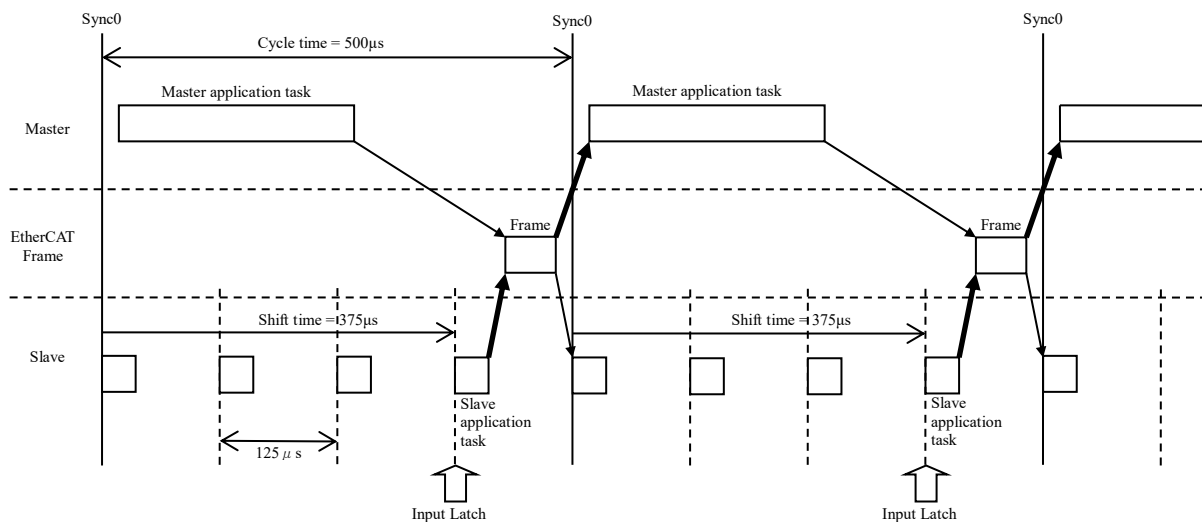 Sync0
Sync0
Sync0
Cycle time = 500μs
Master application task
Master application task
Master
Frame
Frame
EtherCAT
Frame
Shift time = 375μs
Shift time = 375μs
Slave
Slave
application
task
Slave
application
task
125μs
Input Latch
Input Latch